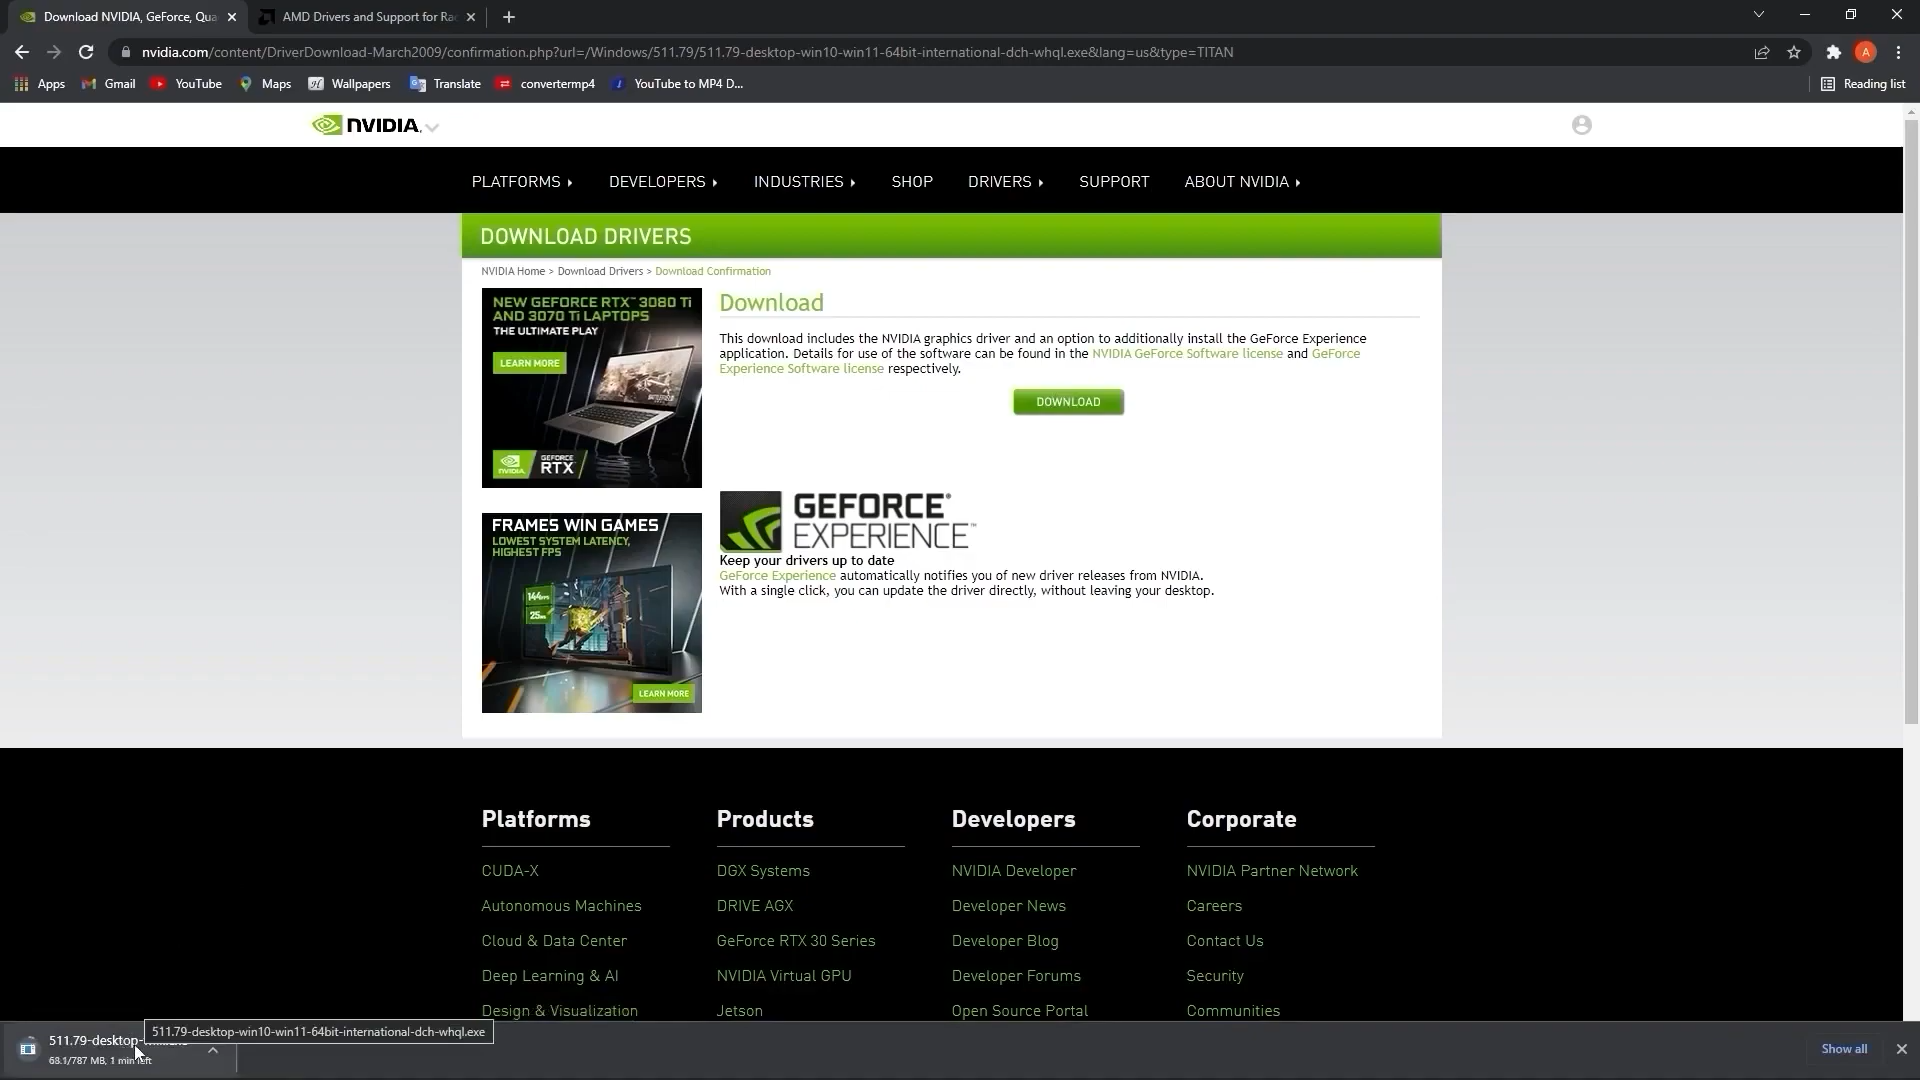 Download NVIDIA, GeForce, Qua
AMD Drivers and Support for Ra
nvidia.com/content/DriverDownload-March2009/confirmation.php?url=/Windows/511.79/511.79-desktop-win10-win11-64bit-international-dch-whql.exe&lang=us&type=TITAN
A
Apps
Gmail
YouTube
Maps
Wallpapers
Translate
convertermp4
YouTube to MP4 D...
Reading list
NVIDIA.
PLATFORMS
DEVELOPERS
INDUSTRIES
SHOP
DRIVERS
SUPPORT
ABOUT NVIDIA
DOWNLOAD DRIVERS
NVIDIA Home > Download Drivers > Download Confirmation
NEW GEFORCE RTX™ 3080 Ti
AND 3070 Ti LAPTOPS
THE ULTIMATE PLAY
LEARN MORE
NVIDIA
GEFORCE
RTX
Download
This download includes the NVIDIA graphics driver and an option to additionally install the GeForce Experience
application. Details for use of the software can be found in the NVIDIA GeForce Software license and GeForce
Experience Software license respectively.
DOWNLOAD
FRAMES WIN GAMES
LOWEST SYSTEM LATENCY,
HIGHEST FPS
LEARN MORE
GEFORCE®
EXPERIENCE™
Keep your drivers up to date
GeForce Experience automatically notifies you of new driver releases from NVIDIA.
With a single click, you can update the driver directly, without leaving your desktop.
Platforms
CUDA-X
Autonomous Machines
Cloud & Data Center
Deep Learning & AI
Design & Visualization
Products
DGX Systems
DRIVE AGX
GeForce RTX 30 Series
NVIDIA Virtual GPU
Jetson
Developers
NVIDIA Developer
Developer News
Developer Blog
Developer Forums
Open Source Portal
Corporate
NVIDIA Partner Network
Careers
Contact Us
Security
Communities
511.79-desktop-win10-win11-64bit-international-dch-whql.exe
511.79-desktop-
68.1/787 MB, 1 min left
Show all